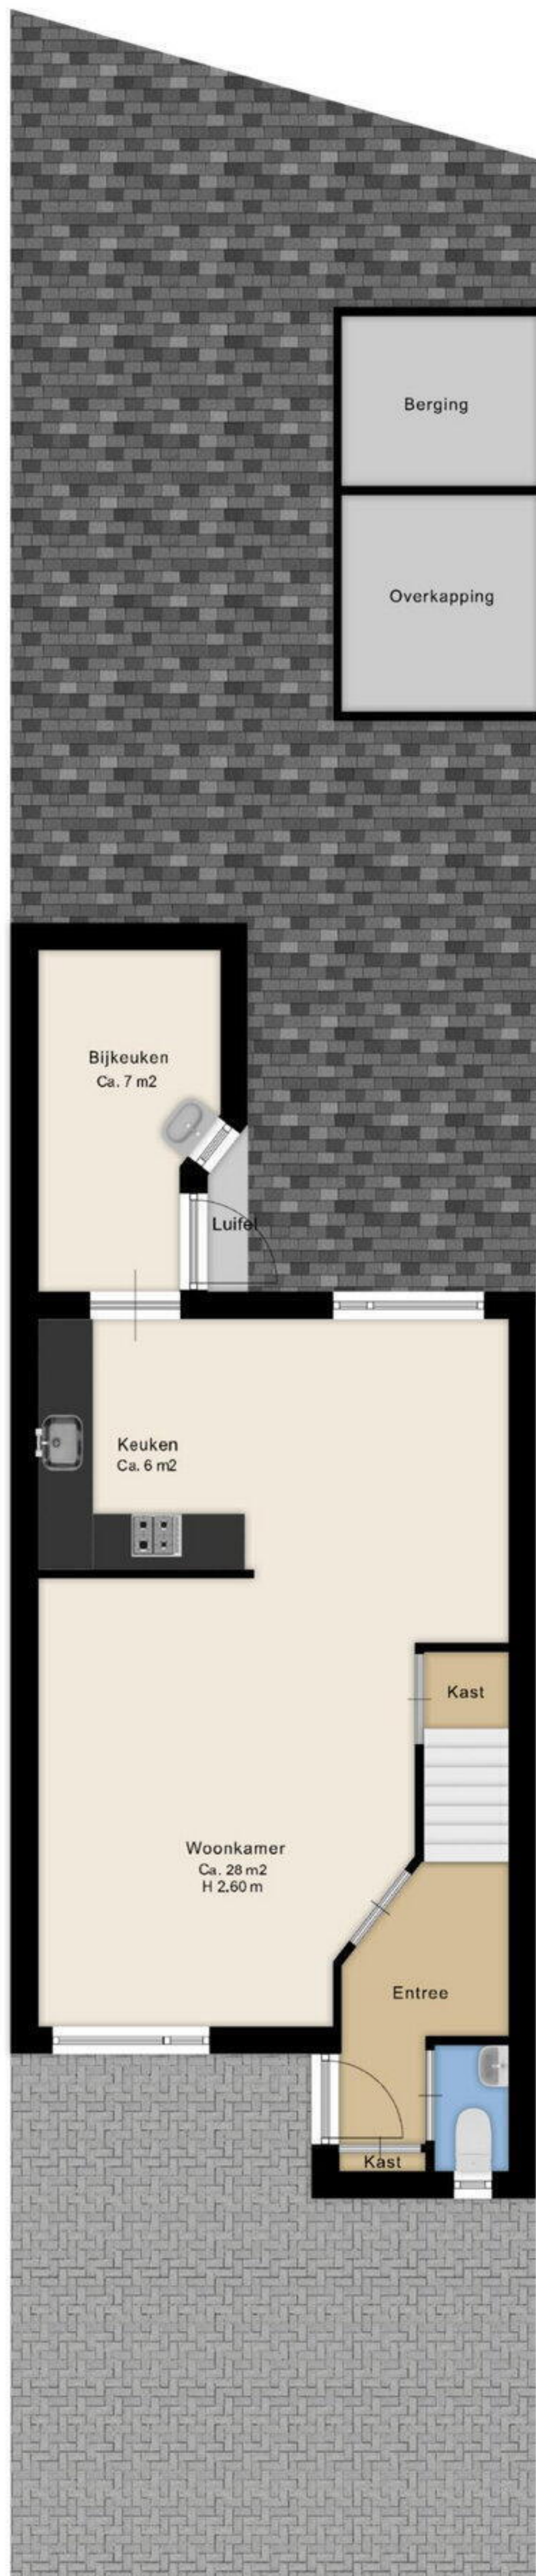 Berging
Overkapping
Bijkeuken
Ca. 7 m2
Luifel
Keuken
Ca. 6 m2
Kast
Woonkamer
Ca. 28 m2
H 2.60 m
Entree
Kast